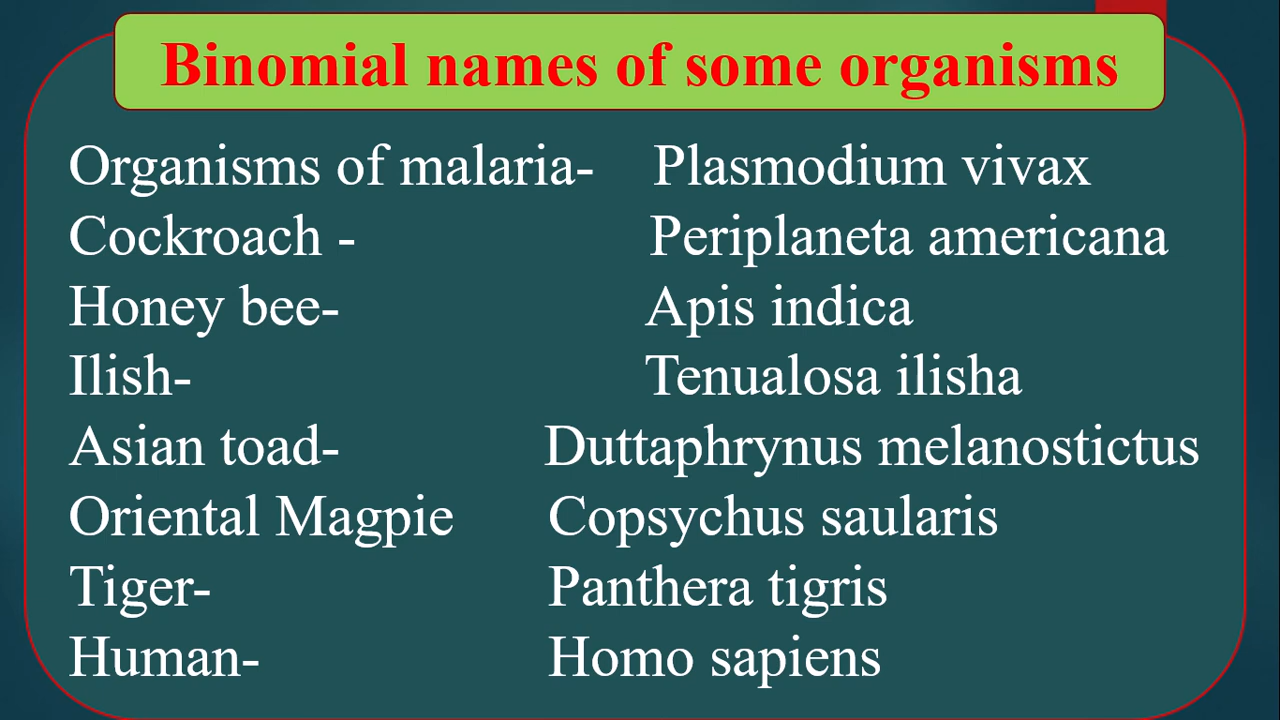 Binomial names of some organisms
Organisms of malaria- Plasmodium vivax
Cockroach - Periplaneta americana
Honey bee- Apis indica
Ilish- Tenualosa ilisha
Asian toad- Duttaphrynus melanostictus
Oriental Magpie Copsychus saularis
Tiger- Panthera tigris
Human- Homo sapiens